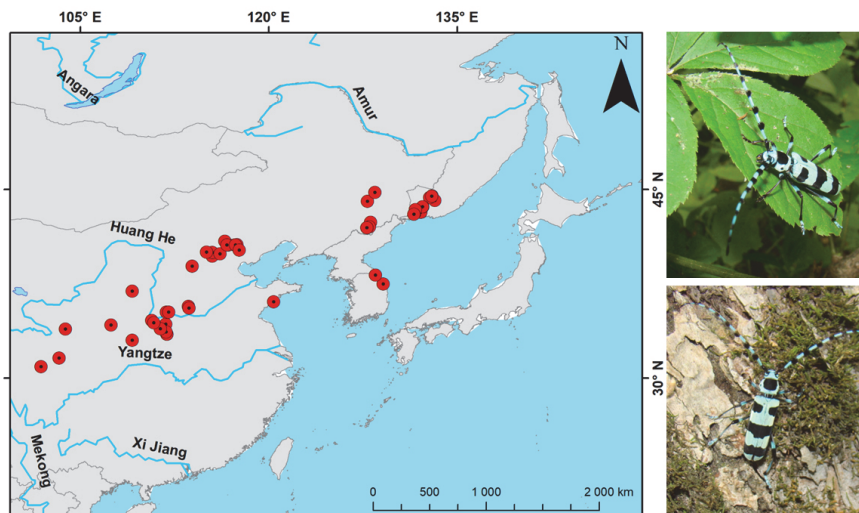 105° E
120° E
135° E
N
Angara
Amur
45° N
Huang He
Yangtze
30° N
Xi Jiang
Mekong
0
500
1 000
2 000 km